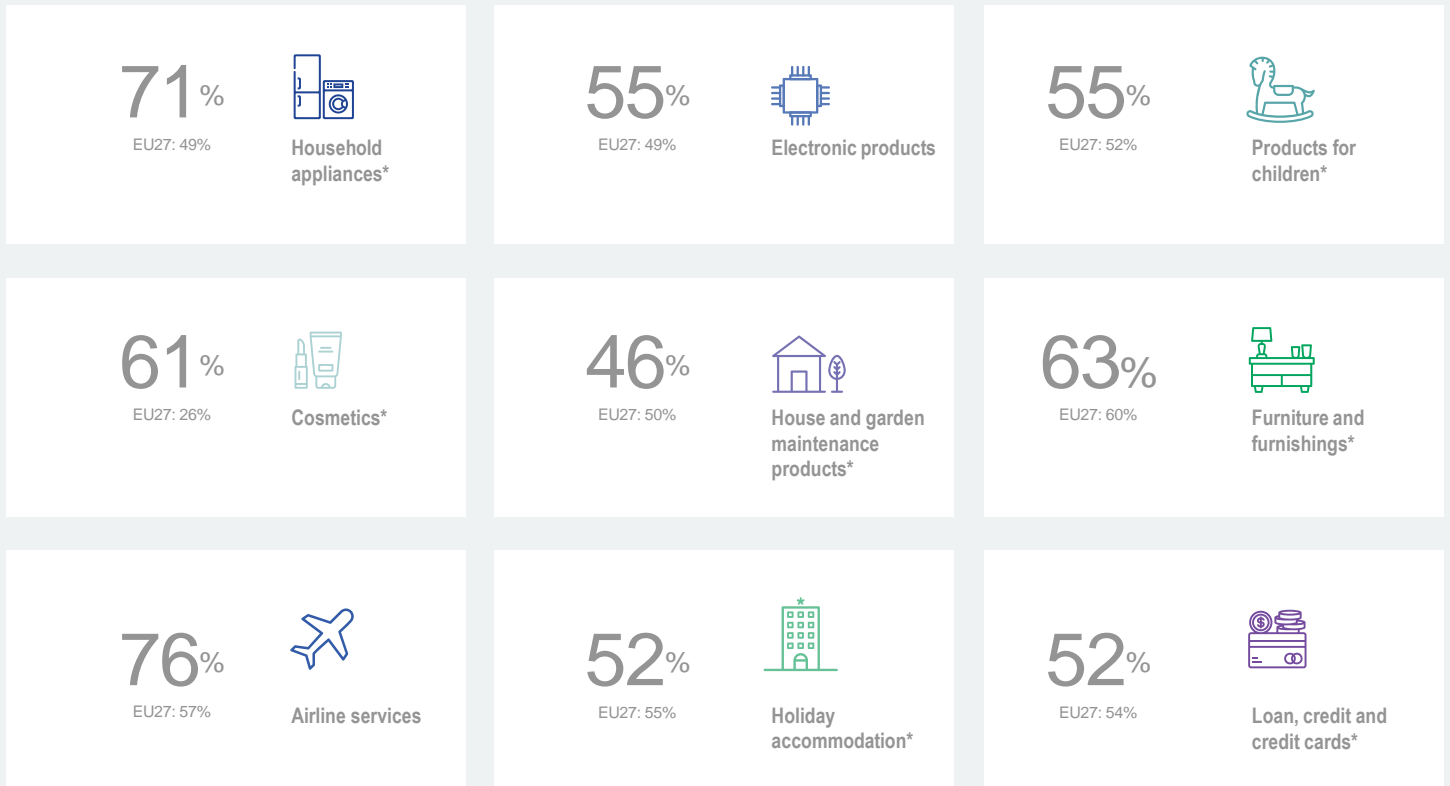 71%
EU27: 49%
Household
appliances*
55%
EU27: 49%
Electronic products
55%
EU27: 52%
Products for
children*
61%
EU27: 26%
Cosmetics*
46%
EU27: 50%
House and garden
maintenance
products*
63%
EU27: 60%
Furniture and
furnishings*
76%
EU27: 57%
Airline services
52%
EU27: 55%
Holiday
accommodation*
$
52%
EU27: 54%
Loan, credit and
credit cards*